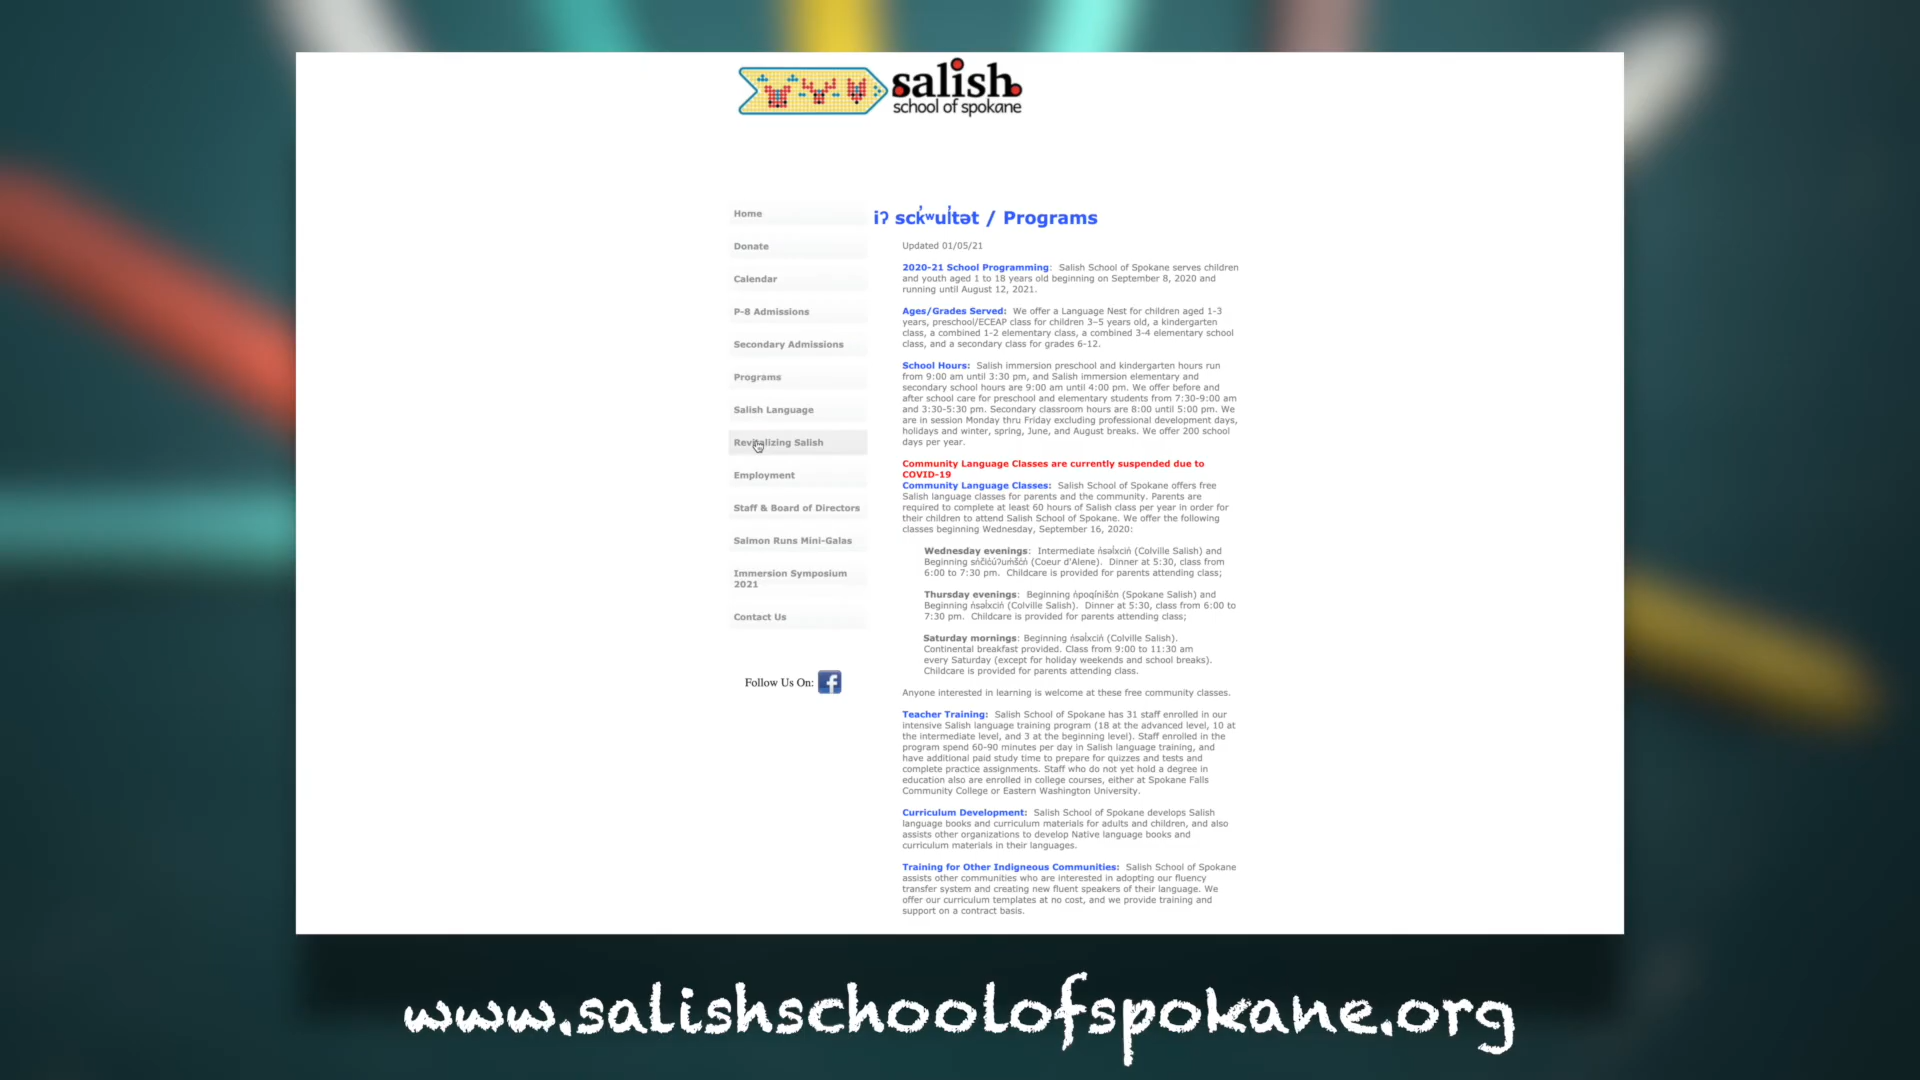 salish
school of spokane
Home
Donate
Calendar
P-8 Admissions
Secondary Admissions
Programs
Salish Language
Revitalizing Salish
Employment
Staff & Board of Directors
Salmon Runs Mini-Galas
Immersion Symposium
2021
Contact Us
Follow Us On:
iʔ sck̓ʷul̓tət / Programs
Updated 01/05/21
2020-21 School Programming: Salish School of Spokane serves children
and youth aged 1 to 18 years old beginning on September 8, 2020 and
running until August 12, 2021.
Ages/Grades Served: We offer a Language Nest for children aged 1-3
years, preschool/ECEAP class for children 3–5 years old, a kindergarten
class, a combined 1-2 elementary class, a combined 3-4 elementary school
class, and a secondary class for grades 6-12.
School Hours: Salish immersion preschool and kindergarten hours run
from 9:00 am until 3:30 pm, and Salish immersion elementary and
secondary school hours are 9:00 am until 4:00 pm. We offer before and
after school care for preschool and elementary students from 7:30-9:00 am
and 3:30-5:30 pm. Secondary classroom hours are 8:00 until 5:00 pm. We
are in session Monday thru Friday excluding professional development days,
holidays and winter, spring, June, and August breaks. We offer 200 school
days per year.
Community Language Classes are currently suspended due to
COVID-19
Community Language Classes: Salish School of Spokane offers free
Salish language classes for parents and the community. Parents are
required to complete at least 60 hours of Salish class per year in order for
their children to attend Salish School of Spokane. We offer the following
classes beginning Wednesday, September 16, 2020:
Wednesday evenings: Intermediate n̓səl̓xcin̓ (Colville Salish) and
Beginning (Coeur d'Alene). Dinner at 5:30, class from
6:00 to 7:30 pm. Childcare is provided for parents attending class;
Thursday evenings: Beginning (Spokane Salish) and
Beginning n̓səl̓xcin̓ (Colville Salish). Dinner at 5:30, class from 6:00 to
7:30 pm. Childcare is provided for parents attending class;
Saturday mornings: Beginning n̓səl̓xcin̓ (Colville Salish).
Continental breakfast provided. Class from 9:00 to 11:30 am
every Saturday (except for holiday weekends and school breaks).
Childcare is provided for parents attending class.
Anyone interested in learning is welcome at these free community classes.
Teacher Training: Salish School of Spokane has 31 staff enrolled in our
intensive Salish language training program (18 at the advanced level, 10 at
the intermediate level, and 3 at the beginning level). Staff enrolled in the
program spend 60-90 minutes per day in Salish language training, and
have additional paid study time to prepare for quizzes and tests and
complete practice assignments. Staff who do not yet hold a degree in
education also are enrolled in college courses, either at Spokane Falls
Community College or Eastern Washington University.
Curriculum Development: Salish School of Spokane develops Salish
language books and curriculum materials for adults and children, and also
assists other organizations to develop Native language books and
curriculum materials in their languages.
Training for Other Indigneous Communities: Salish School of Spokane
assists other communities who are interested in adopting our fluency
transfer system and creating new fluent speakers of their language. We
offer our curriculum templates at no cost, and we provide training and
support on a contract basis.
www.salishschoolofspokane.org